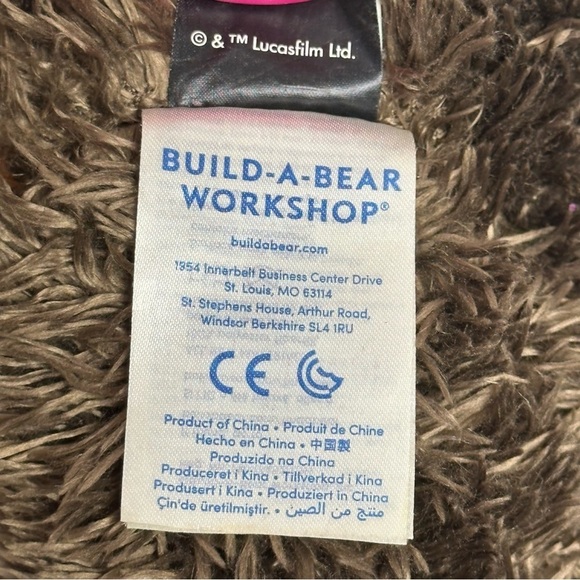 © & ™ Lucasfilm Ltd.
BUILD-A-BEAR
WORKSHOP®
buildabear.com
1954 Innerbelt Business Center Drive
St. Louis, MO 63114
St. Stephens House, Arthur Road,
Windsor Berkshire SL4 1RU
CE
Product of China • Produit de Chine
Hecho en China • 中国製
Produzido na China
Produceret i Kina • Tillverkad i Kina
Produsert i Kina • Produziert in China
Çin'de üretilmiştir. • منتج من الصين